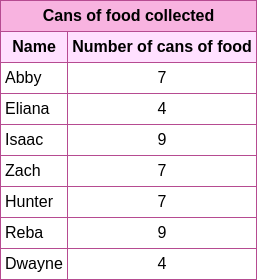 Cans of food collected
Name Number of cans of food
Abby 7
Eliana 4
Isaac 9
Zach 7
Hunter 7
Reba 9
Dwayne 4